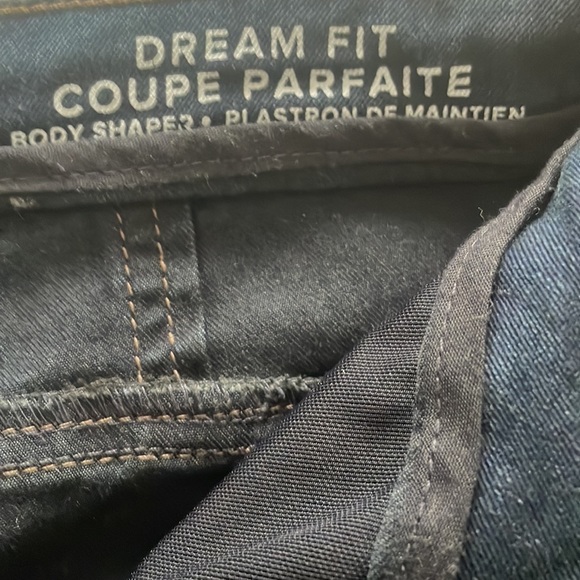 DREAM FIT
COUPE PARFAITE
BODY SHAPER • PLASTRON DE MAINTIEN